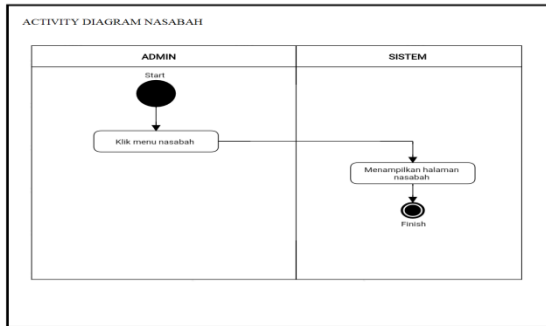 ACTIVITY DIAGRAM NASABAH
ADMIN
SISTEM
Start
Klik menu nasabah
Menampilkan halaman
nasabah
Finish